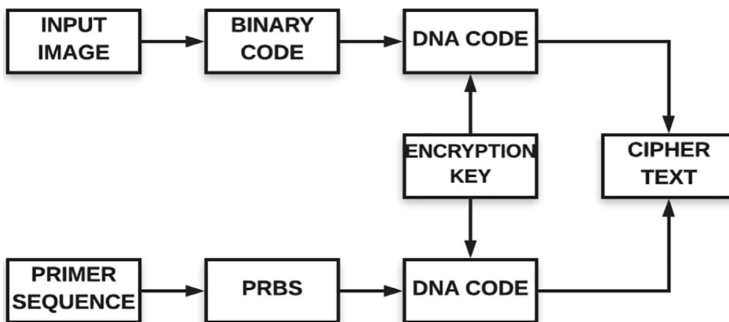 INPUT
IMAGE
BINARY
CODE
DNA CODE
ENCRYPTION
KEY
CIPHER
TEXT
PRIMER
SEQUENCE
PRBS
DNA CODE